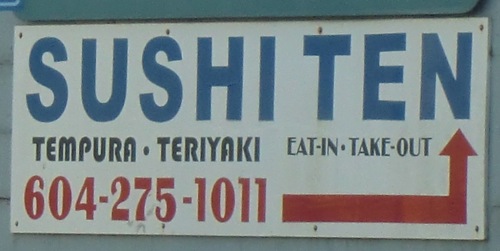 SUSHI TEN
TEMPURA • TERIYAKI EAT-IN • TAKE-OUT
604-275-1011